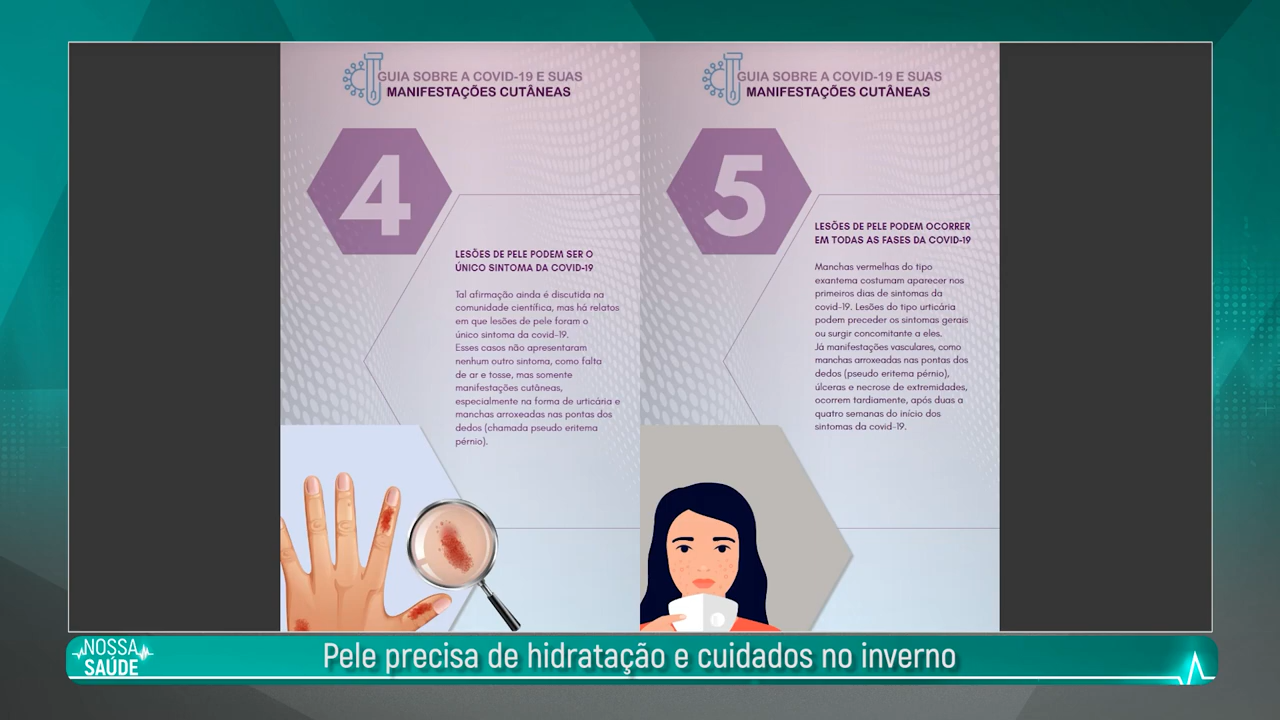 GUIA SOBRE A COVID-19 E SUAS
MANIFESTAÇÕES CUTÂNEAS
4
LESÕES DE PELE PODEM SER O
ÚNICO SINTOMA DA COVID-19
Tal afirmação ainda é discutida na
comunidade científica, mas há relatos
em que lesões de pele foram o
único sintoma da covid-19.
Esses casos não apresentaram
nenhum outro sintoma, como falta
de ar e tosse, mas somente
manifestações cutâneas,
especialmente na forma de urticária e
manchas arroxeadas nas pontas dos
dedos (chamada pseudo eritema
pérnio).
GUIA SOBRE A COVID-19 E SUAS
MANIFESTAÇÕES CUTÂNEAS
5
LESÕES DE PELE PODEM OCORRER
EM TODAS AS FASES DA COVID-19
Manchas vermelhas do tipo
exantema costumam aparecer nos
primeiros dias de sintomas da
covid-19. Lesões do tipo urticária
podem preceder os sintomas gerais
ou surgir concomitante a eles.
Já manifestações vasculares, como
manchas arroxeadas nas pontas dos
dedos (pseudo eritema pérnio),
úlceras e necrose de extremidades,
ocorrem tardiamente, após duas a
quatro semanas do início dos
sintomas da covid-19.
NOSSA
SAÚDE
Pele precisa de hidratação e cuidados no inverno